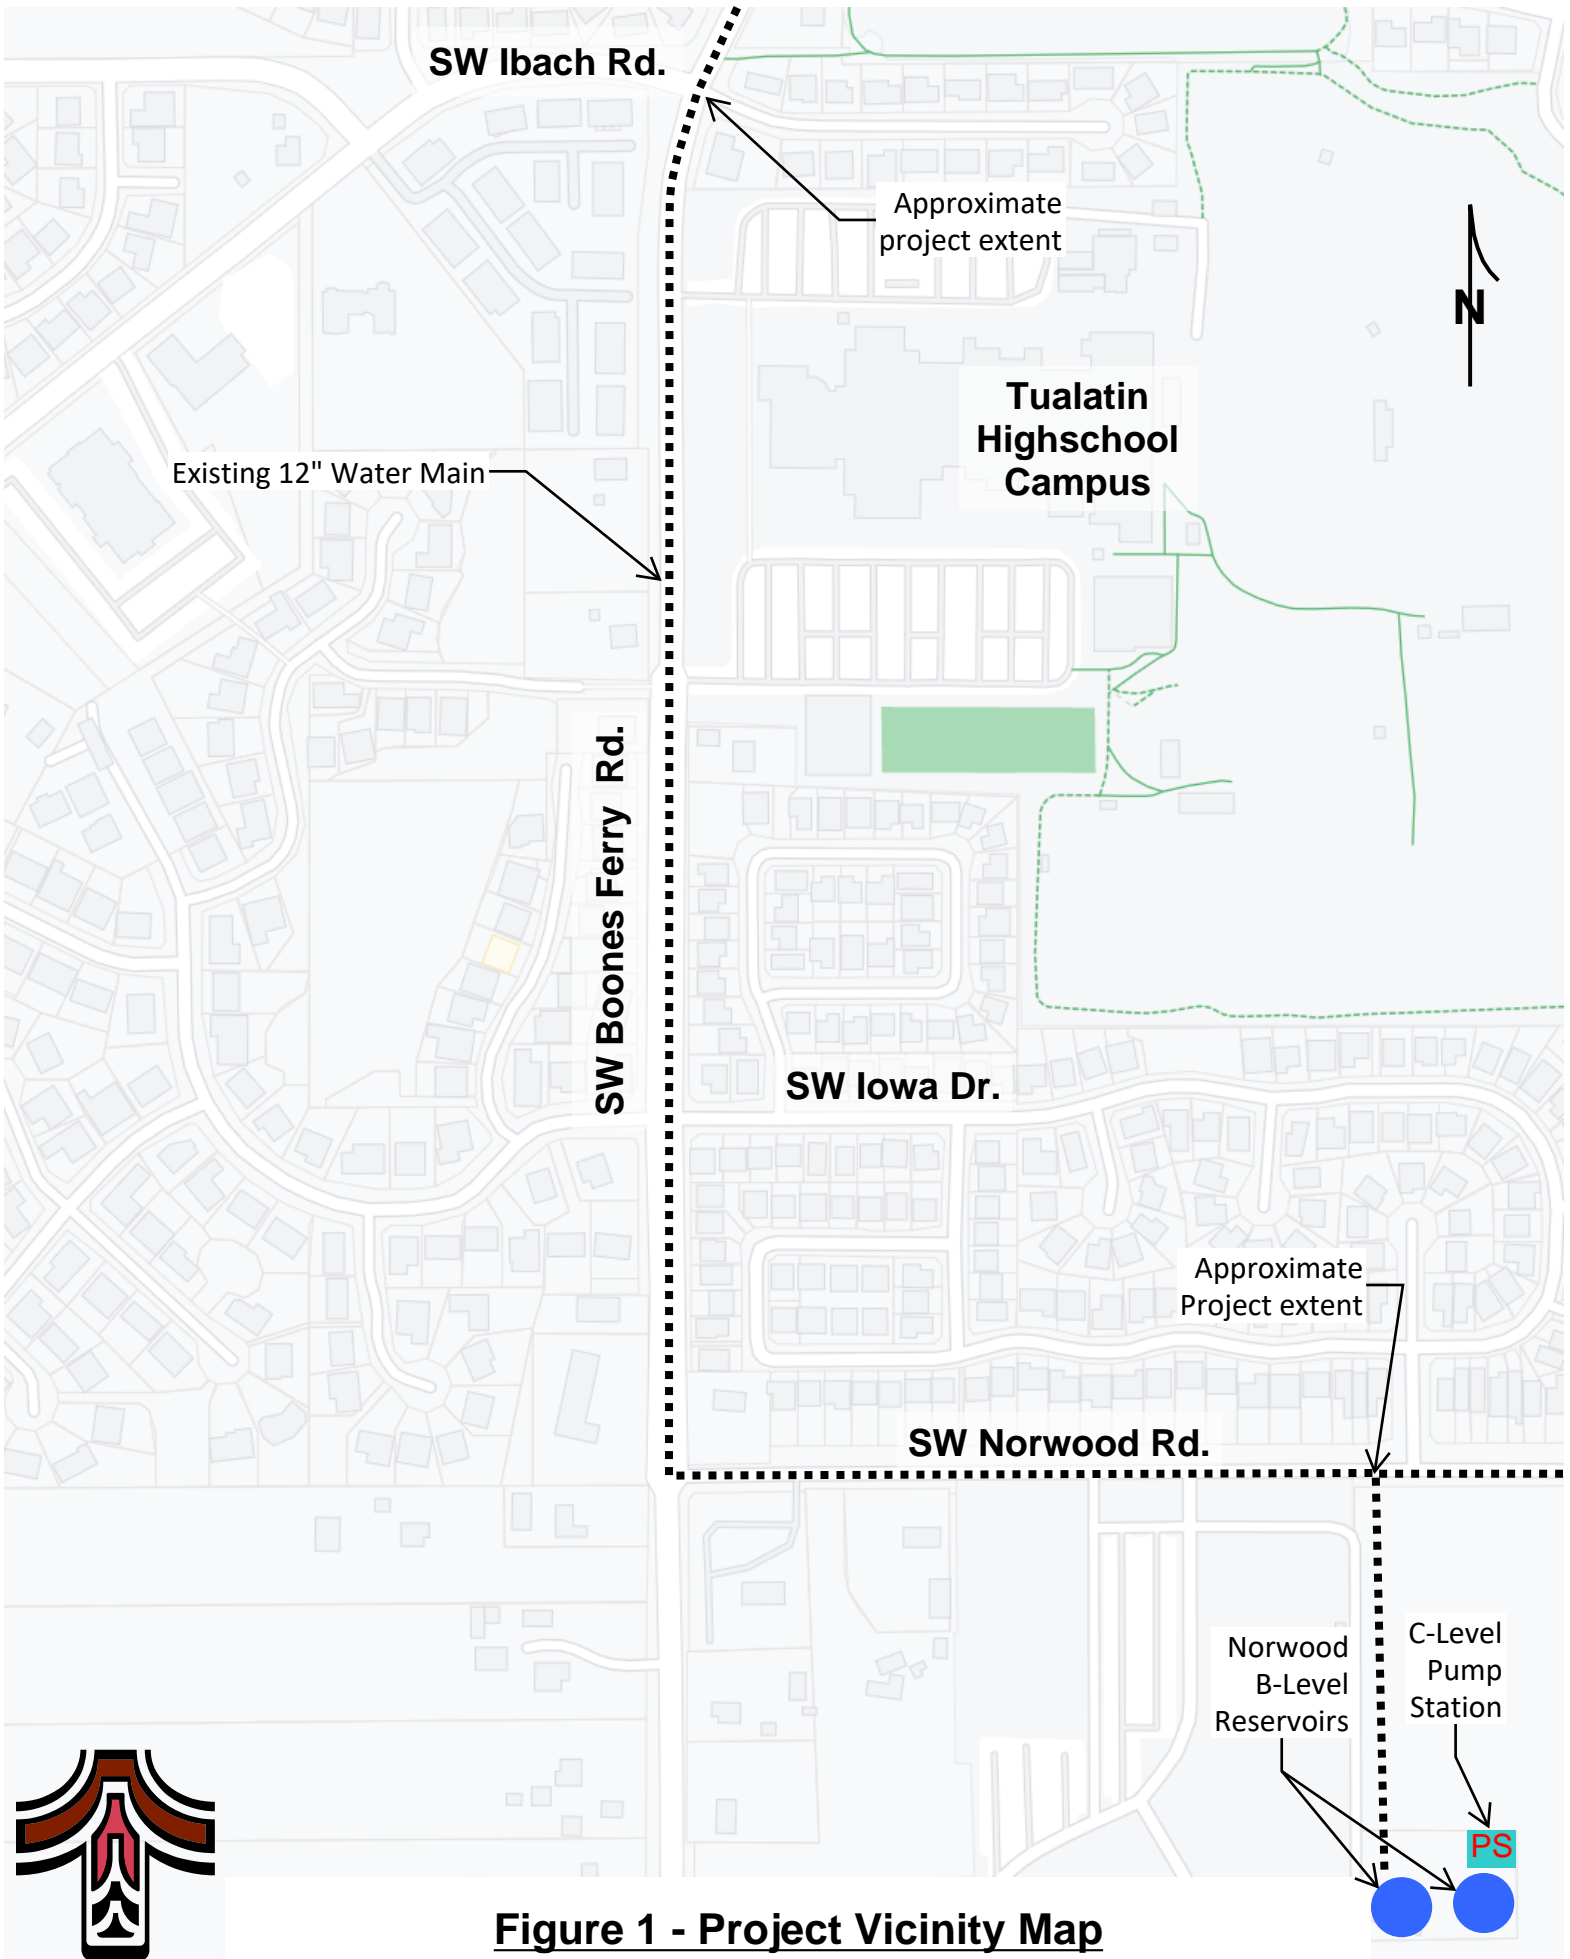 SW Ibach Rd.
Approximate
project extent
N
Tualatin
Highschool
Campus
Existing 12" Water Main
SW Boones Ferry Rd.
SW Iowa Dr.
Approximate
Project extent
SW Norwood Rd.
Norwood
B-Level
Reservoirs
C-Level
Pump
Station
PS
Figure 1 - Project Vicinity Map